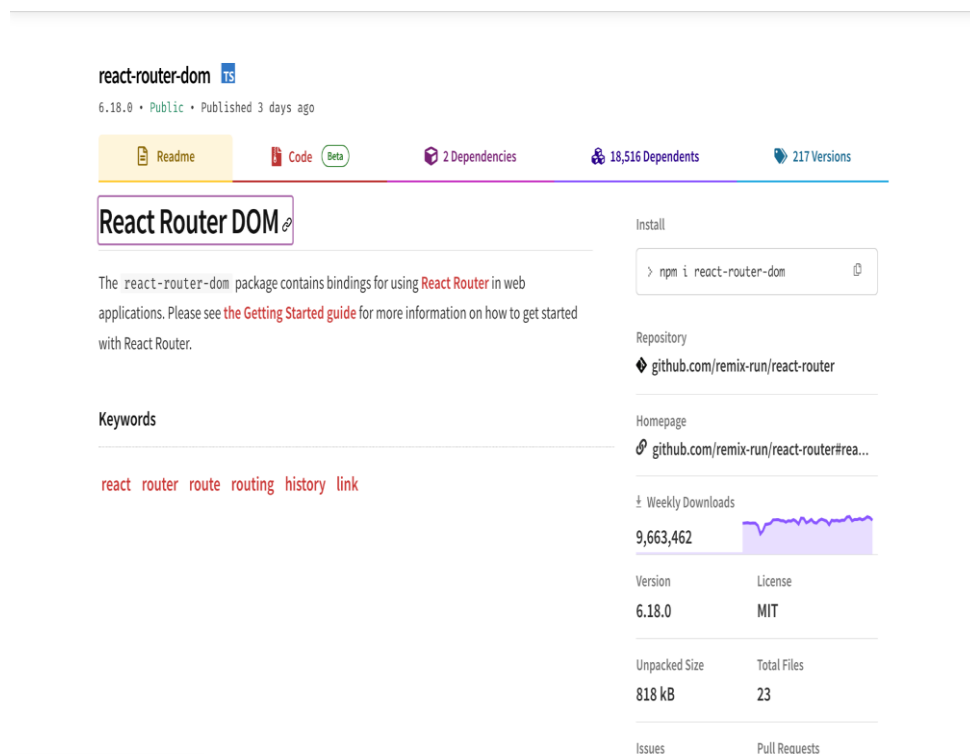 react-router-dom TS
6.18.0 • Public • Published 3 days ago
Readme
Code Beta
2 Dependencies
18,516 Dependents
217 Versions
React Router DOM
The react-router-dom package contains bindings for using React Router in web
applications. Please see the Getting Started guide for more information on how to get started
with React Router.
Keywords
react router route routing history link
Install
> npm i react-router-dom
Repository
github.com/remix-run/react-router
Homepage
github.com/remix-run/react-router#rea...
Weekly Downloads
9,663,462
Version License
6.18.0 MIT
Unpacked Size Total Files
818 kB 23
Issues Pull Requests